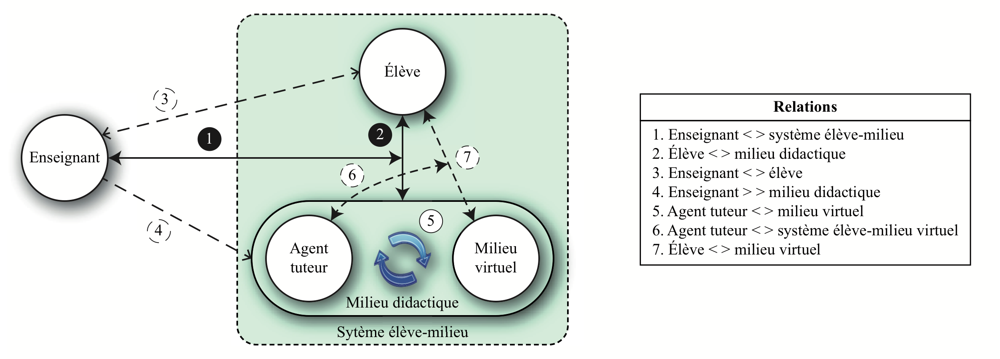 Élève
3
1
2
Enseignant
7
6
4
5
Agent
tuteur
Milieu
virtuel
Milieu didactique
Sytème élève-milieu
Relations
1. Enseignant < > système élève-milieu
2. Élève < > milieu didactique
3. Enseignant < > élève
4. Enseignant > > milieu didactique
5. Agent tuteur < > milieu virtuel
6. Agent tuteur < > système élève-milieu virtuel
7. Élève < > milieu virtuel